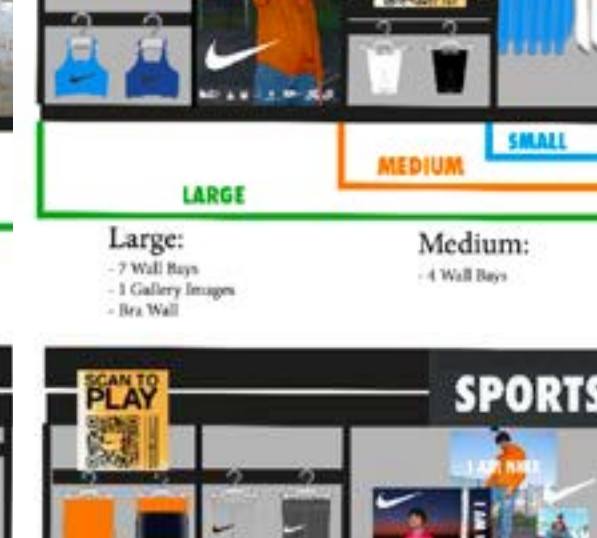 SMALL
MEDIUM
LARGE
Large:
- 7 Wall Bays
- 1 Gallery Images
- Bra Wall
Medium:
- 4 Wall Bays
SCAN TO
PLAY
SPORTS
I AM NIKE
I AM